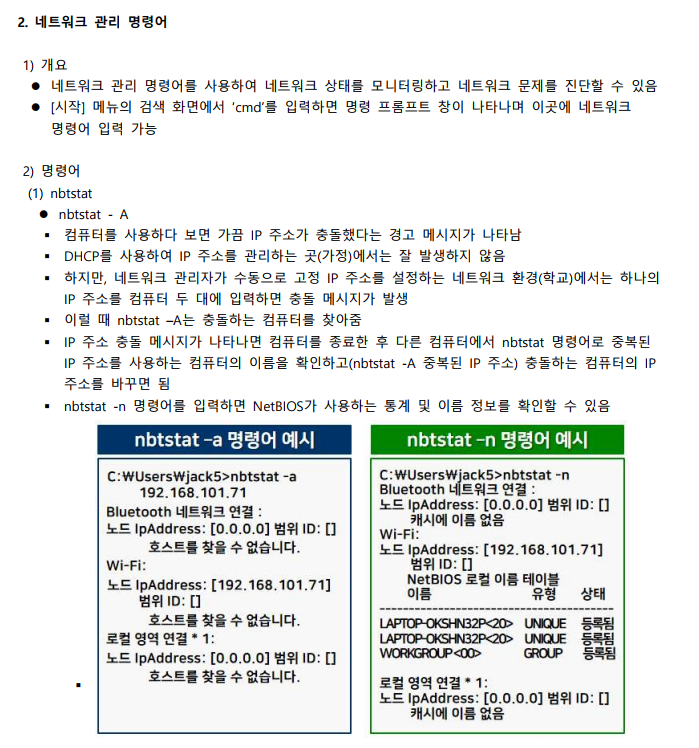 2. 네트워크 관리 명령어
1) 개요
● 네트워크 관리 명령어를 사용하여 네트워크 상태를 모니터링하고 네트워크 문제를 진단할 수 있음
● [시작] 메뉴의 검색 화면에서 'cmd'를 입력하면 명령 프롬프트 창이 나타나며 이곳에 네트워크
명령어 입력 가능
2) 명령어
(1) nbtstat
● nbtstat - A
▪ 컴퓨터를 사용하다 보면 가끔 IP 주소가 충돌했다는 경고 메시지가 나타남
▪ DHCP를 사용하여 IP 주소를 관리하는 곳(가정)에서는 잘 발생하지 않음
▪ 하지만, 네트워크 관리자가 수동으로 고정 IP 주소를 설정하는 네트워크 환경(학교)에서는 하나의
IP 주소를 컴퓨터 두 대에 입력하면 충돌 메시지가 발생
▪ 이럴 때 nbtstat –A는 충돌하는 컴퓨터를 찾아줌
▪ IP 주소 충돌 메시지가 나타나면 컴퓨터를 종료한 후 다른 컴퓨터에서 nbtstat 명령어로 중복된
IP 주소를 사용하는 컴퓨터의 이름을 확인하고(nbtstat -A 중복된 IP 주소) 충돌하는 컴퓨터의 IP
주소를 바꾸면 됨
▪ nbtstat -n 명령어를 입력하면 NetBIOS가 사용하는 통계 및 이름 정보를 확인할 수 있음
nbtstat –a 명령어 예시
C:₩Users₩jack5>nbtstat -a
192.168.101.71
Bluetooth 네트워크 연결 :
노드 IpAddress: [0.0.0.0] 범위 ID: []
호스트를 찾을 수 없습니다.
Wi-Fi:
노드 IpAddress: [192.168.101.71]
범위 ID: []
호스트를 찾을 수 없습니다.
로컬 영역 연결 * 1:
노드 IpAddress: [0.0.0.0] 범위 ID: []
호스트를 찾을 수 없습니다.
nbtstat –n 명령어 예시
C:₩Users₩jack5>nbtstat -n
Bluetooth 네트워크 연결 :
노드 IpAddress: [0.0.0.0] 범위 ID: []
캐시에 이름 없음
Wi-Fi:
노드 IpAddress: [192.168.101.71]
범위 ID: []
NetBIOS 로컬 이름 테이블
이름 유형 상태
----------------------------------------
LAPTOP-OKSHN32P<20> UNIQUE 등록됨
LAPTOP-OKSHN32P<20> UNIQUE 등록됨
WORKGROUP<00> GROUP 등록됨
로컬 영역 연결 * 1:
노드 IpAddress: [0.0.0.0] 범위 ID: []
캐시에 이름 없음
▪